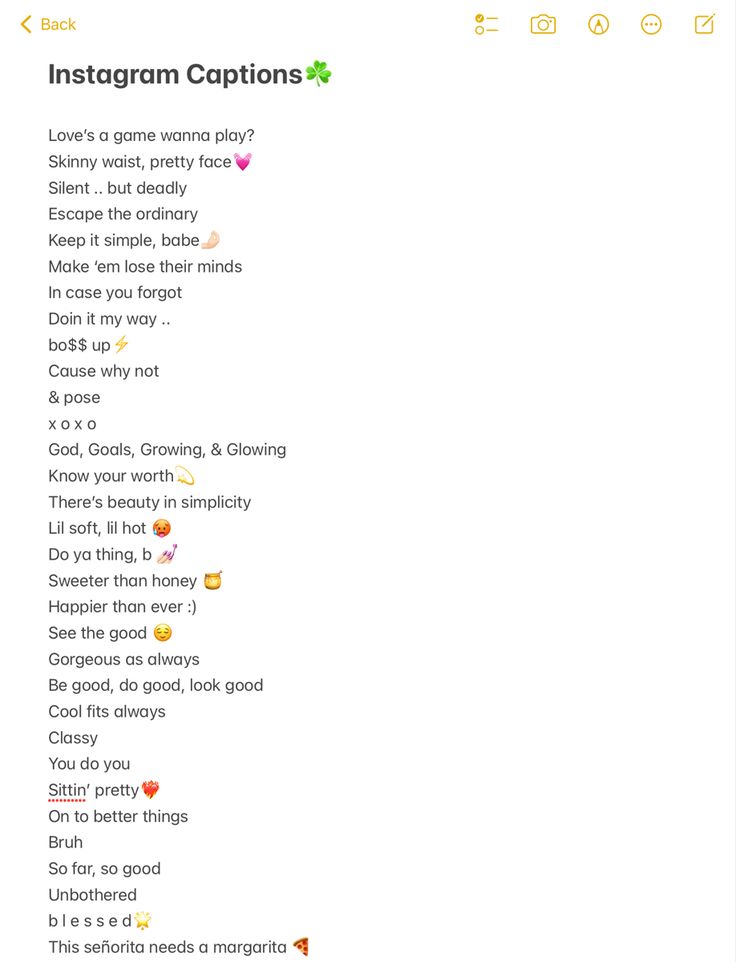 Back
Instagram Captions☘️
Love’s a game wanna play?
Skinny waist, pretty face💓
Silent .. but deadly
Escape the ordinary
Keep it simple, babe👌🏻
Make ‘em lose their minds
In case you forgot
Doin it my way ..
bo$$ up⚡
Cause why not
& pose
x o x o
God, Goals, Growing, & Glowing
Know your worth💫
There’s beauty in simplicity
Lil soft, lil hot 🥵
Do ya thing, b 💅🏻
Sweeter than honey 🍯
Happier than ever :)
See the good 😌
Gorgeous as always
Be good, do good, look good
Cool fits always
Classy
You do you
Sittin’ pretty❤️‍🔥
On to better things
Bruh
So far, so good
Unbothered
b l e s s e d🌟
This señorita needs a margarita 🍕